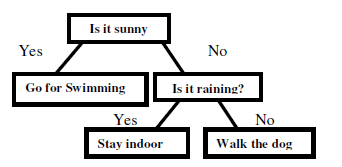 Is it sunny
Yes
No
Go for Swimming
Is it raining?
Yes
No
Stay indoor
Walk the dog